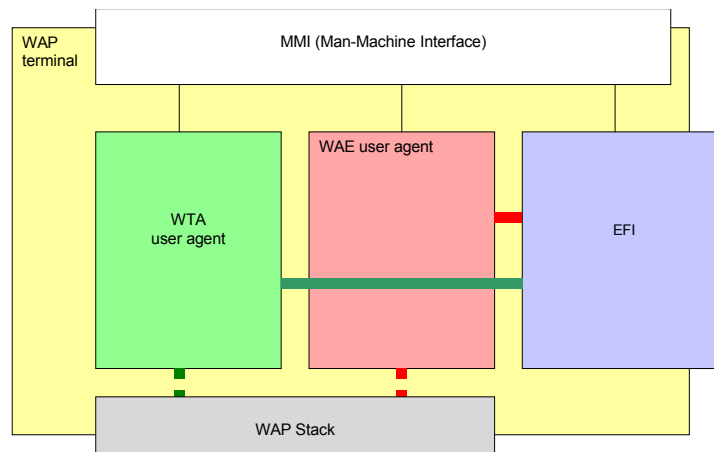 MMI (Man-Machine Interface)
WAP
terminal
WAE user agent
WTA
user agent
EFI
WAP Stack